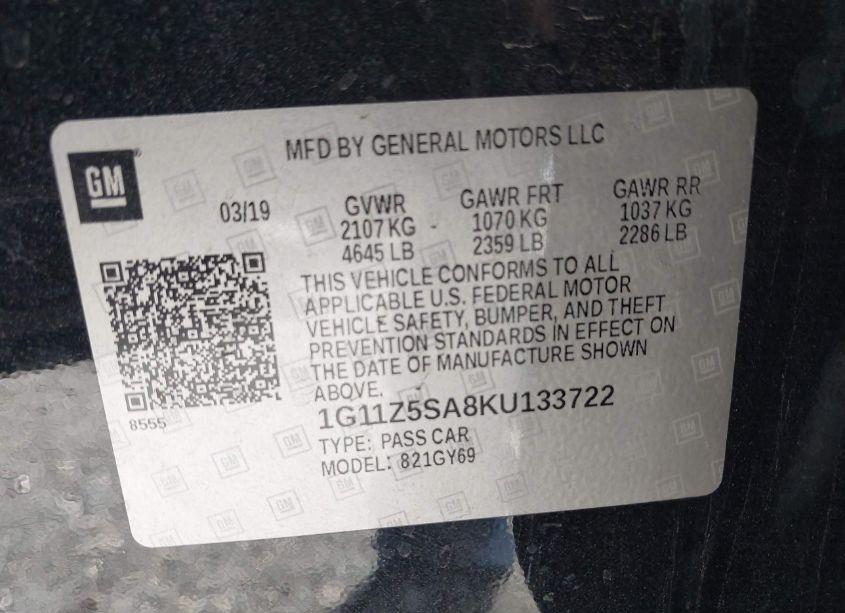 MFD BY GENERAL MOTORS LLC
GM
03/19
GVWR
2107 KG -
4645 LB
GAWR FRT
1070 KG
2359 LB
GAWR RR
1037 KG
2286 LB
THIS VEHICLE CONFORMS TO ALL
APPLICABLE U.S. FEDERAL MOTOR
VEHICLE SAFETY, BUMPER, AND THEFT
PREVENTION STANDARDS IN EFFECT ON
THE DATE OF MANUFACTURE SHOWN
ABOVE.
8555
1G11Z5SA8KU133722
TYPE: PASS CAR
MODEL: 821GY69